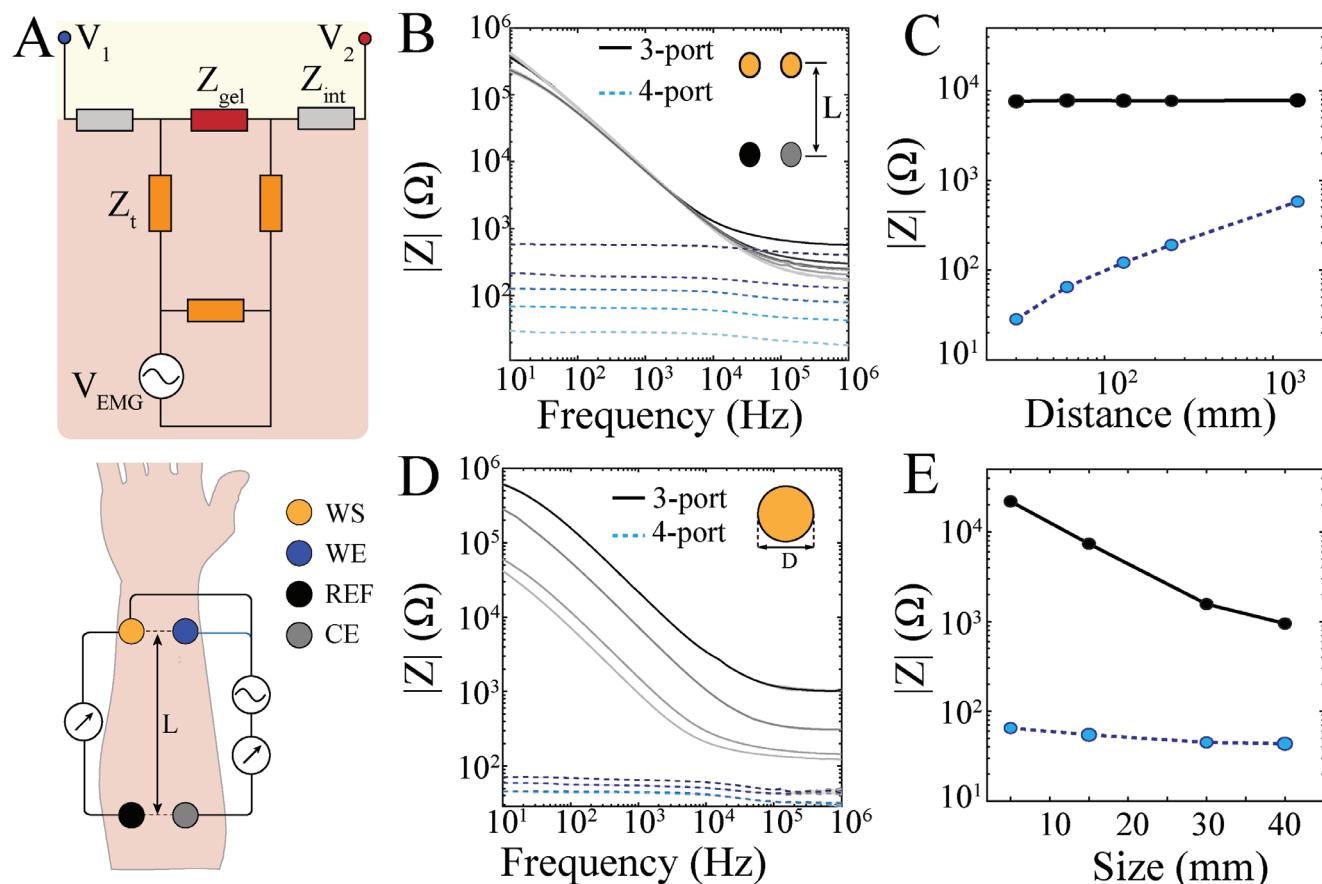 A
V1
V2
Zgel
Zint
Zt
VEMG
WS
WE
REF
CE
L
B
3-port
4-port
L
|Z| (Ω)
10^6
10^5
10^4
10^3
10^2
10^1 10^2 10^3 10^4 10^5 10^6
Frequency (Hz)
C
|Z| (Ω)
10^4
10^3
10^2
10^1
10^2 10^3
Distance (mm)
D
3-port
4-port
D
|Z| (Ω)
10^6
10^5
10^4
10^3
10^2
10^1 10^2 10^3 10^4 10^5 10^6
Frequency (Hz)
E
|Z| (Ω)
10^4
10^3
10^2
10^1
10 20 30 40
Size (mm)